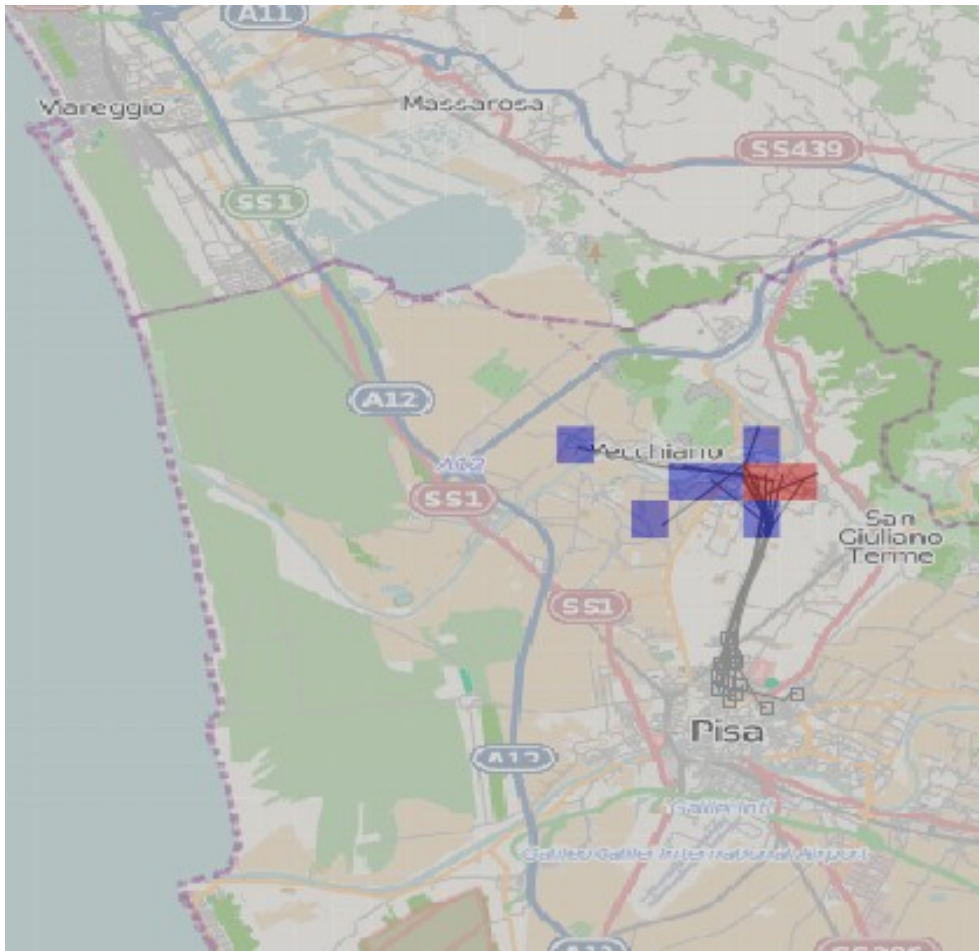 A11
Viareggio
Massarosa
SS439
SS1
A12
Vecchiano
A12
SS1
San
Giuliano
Terme
SS1
Pisa
A12
Galileo Galilei International Airport
A12